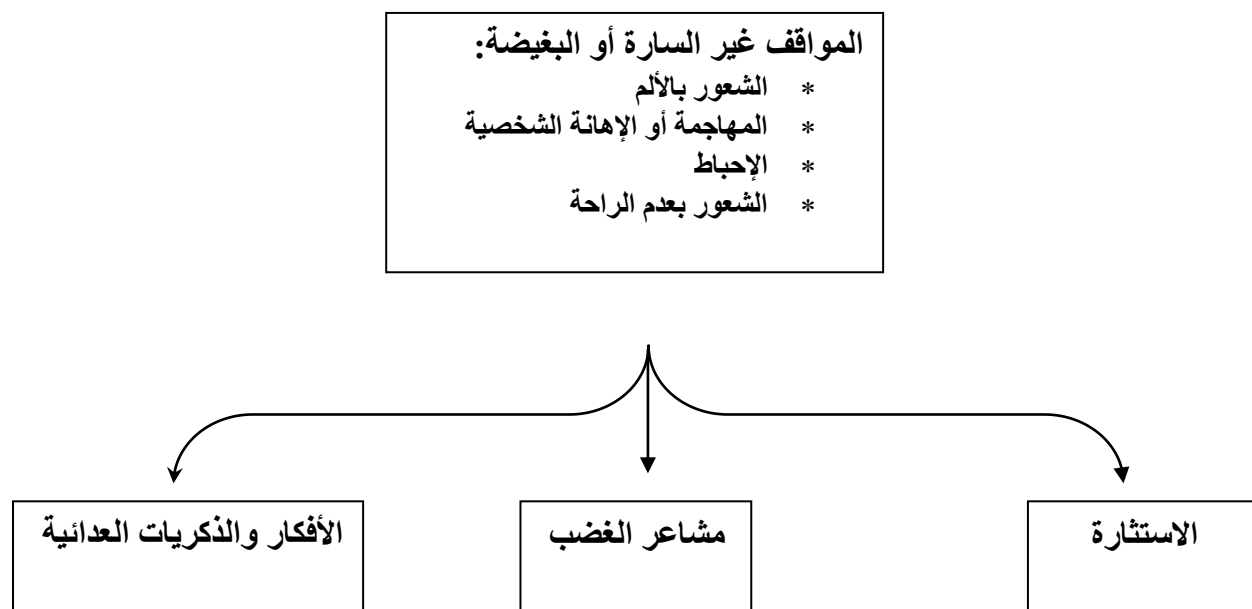 المواقف غير السارة أو البغيضة:
* الشعور بالألم
* المهاجمة أو الإهانة الشخصية
* الإحباط
* الشعور بعدم الراحة
الاستثارة
مشاعر الغضب
الأفكار والذكريات العدائية